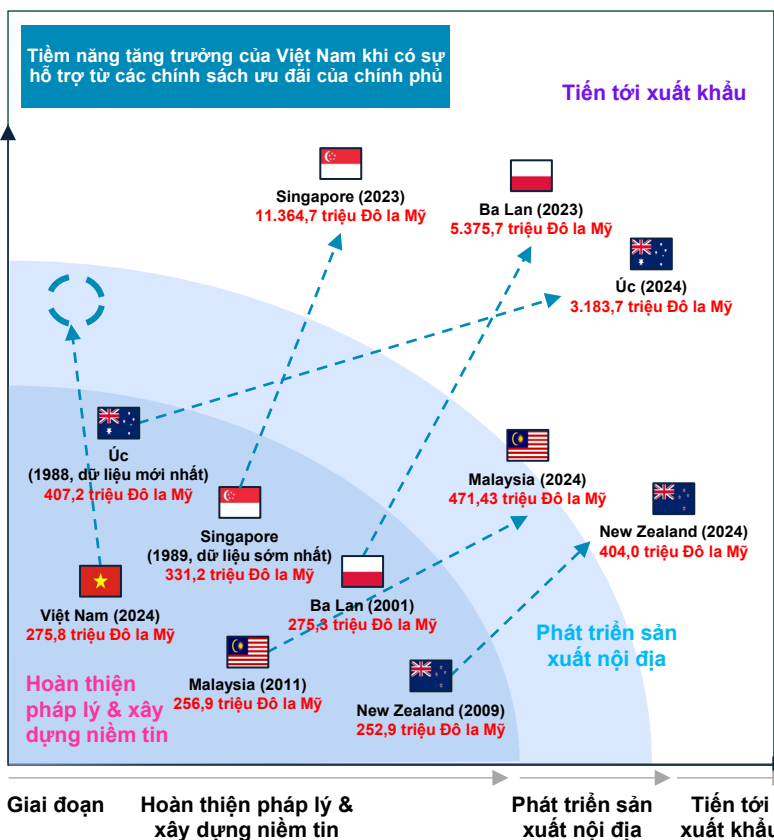 Tiềm năng tăng trưởng của Việt Nam khi có sự
hỗ trợ từ các chính sách ưu đãi của chính phủ
Tiến tới xuất khẩu
Singapore (2023)
11.364,7 triệu Đô la Mỹ
Ba Lan (2023)
5.375,7 triệu Đô la Mỹ
Úc (2024)
3.183,7 triệu Đô la Mỹ
Úc
(1988, dữ liệu mới nhất)
407,2 triệu Đô la Mỹ
Malaysia (2024)
471,43 triệu Đô la Mỹ
Singapore
(1989, dữ liệu sớm nhất)
331,2 triệu Đô la Mỹ
New Zealand (2024)
404,0 triệu Đô la Mỹ
Việt Nam (2024)
275,8 triệu Đô la Mỹ
Ba Lan (2001)
275,3 triệu Đô la Mỹ
Phát triển sản
xuất nội địa
Hoàn thiện
pháp lý & xây
dựng niềm tin
Malaysia (2011)
256,9 triệu Đô la Mỹ
New Zealand (2009)
252,9 triệu Đô la Mỹ
Giai đoạn
Hoàn thiện pháp lý &
xây dựng niềm tin
Phát triển sản
xuất nội địa
Tiến tới
xuất khẩu